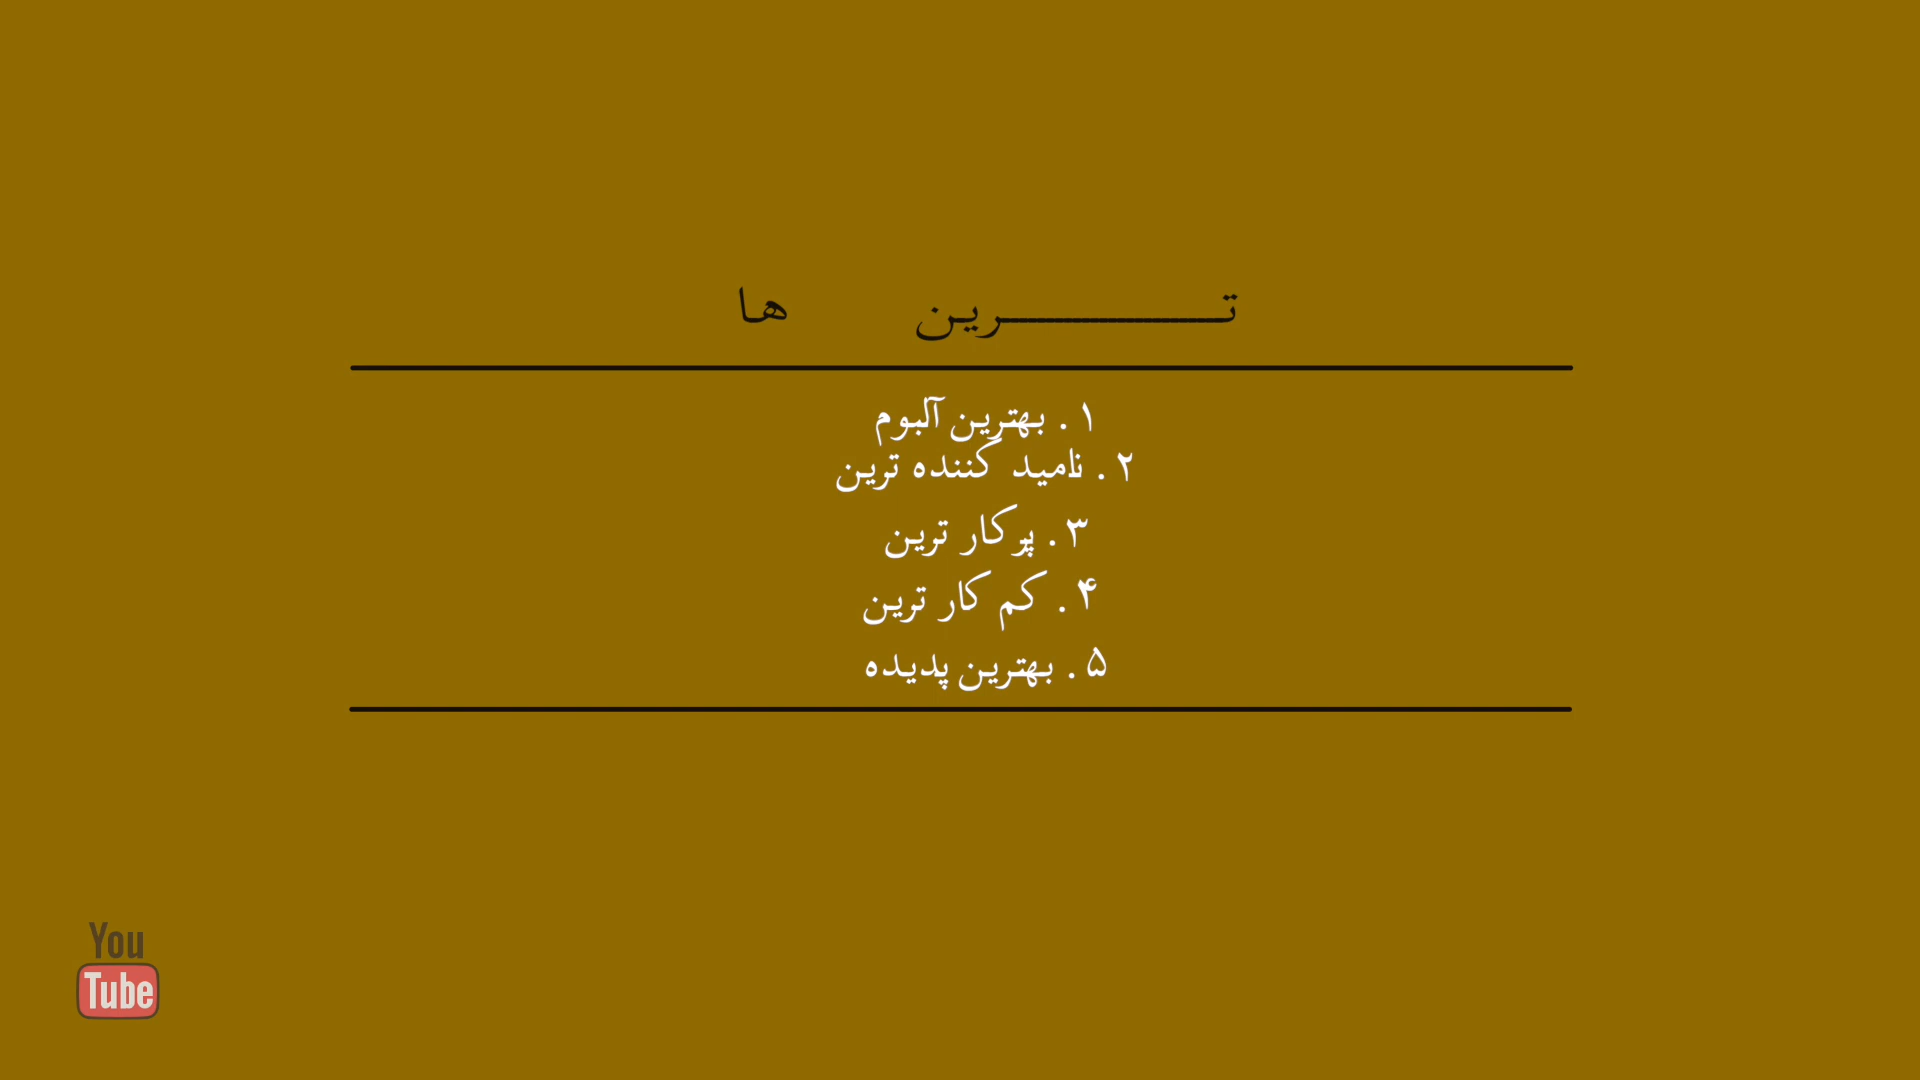 تـــــــــــرین ها
۱. بهترین آلبوم
۲. نامید کننده ترین
۳. پرکار ترین
۴. کم کار ترین
۵. بهترین پدیده
You
Tube